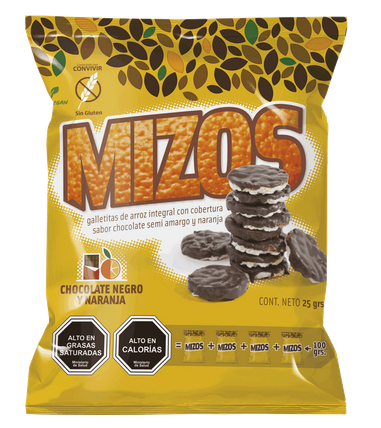 CONVIVIR
VEGAN
Sin Gluten
MIZOS
galletitas de arroz integral con cobertura
sabor chocolate semi amargo y naranja
CHOCOLATE NEGRO
Y NARANJA
CONT. NETO 25 grs
ALTO EN
GRASAS
SATURADAS
Ministerio
de Salud
ALTO EN
CALORÍAS
Ministerio
de Salud
= MIZOS + MIZOS + MIZOS + MIZOS + 100
grs.